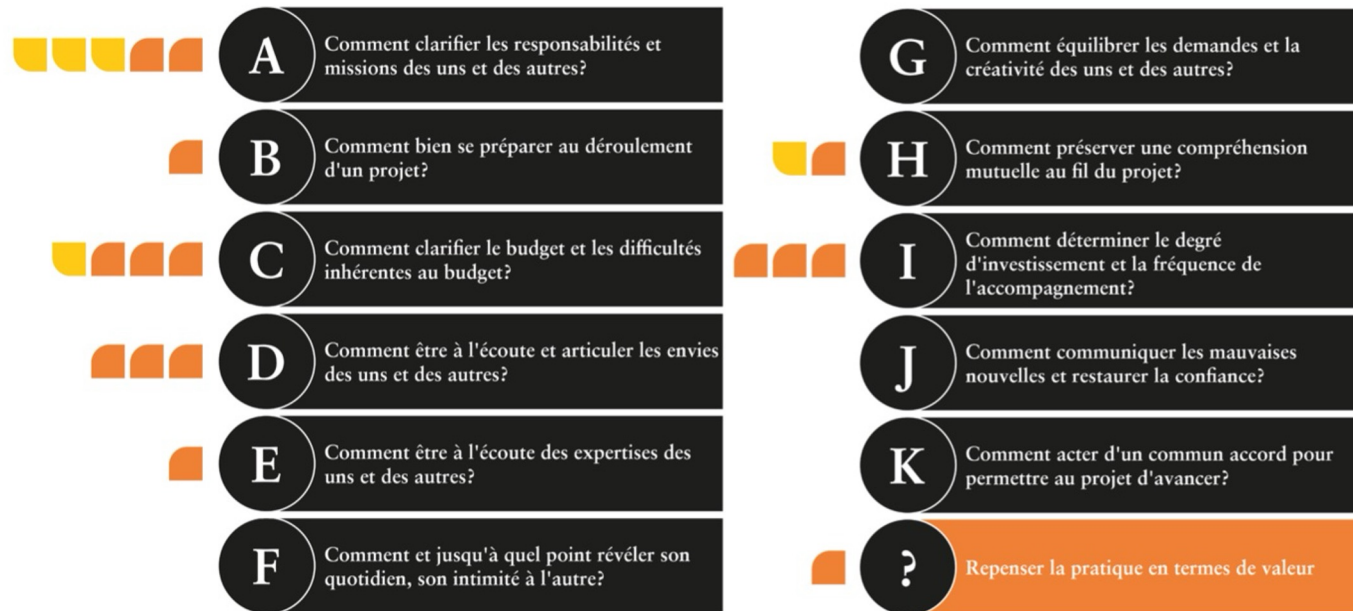 A
Comment clarifier les responsabilités et
missions des uns et des autres?
B
Comment bien se préparer au déroulement
d'un projet?
C
Comment clarifier le budget et les difficultés
inhérentes au budget?
D
Comment être à l'écoute et articuler les envies
des uns et des autres?
E
Comment être à l'écoute des expertises des
uns et des autres?
F
Comment et jusqu'à quel point révéler son
quotidien, son intimité à l'autre?
G
Comment équilibrer les demandes et la
créativité des uns et des autres?
H
Comment préserver une compréhension
mutuelle au fil du projet?
I
Comment déterminer le degré
d'investissement et la fréquence de
l'accompagnement?
J
Comment communiquer les mauvaises
nouvelles et restaurer la confiance?
K
Comment acter d'un commun accord pour
permettre au projet d'avancer?
?
Repenser la pratique en termes de valeur